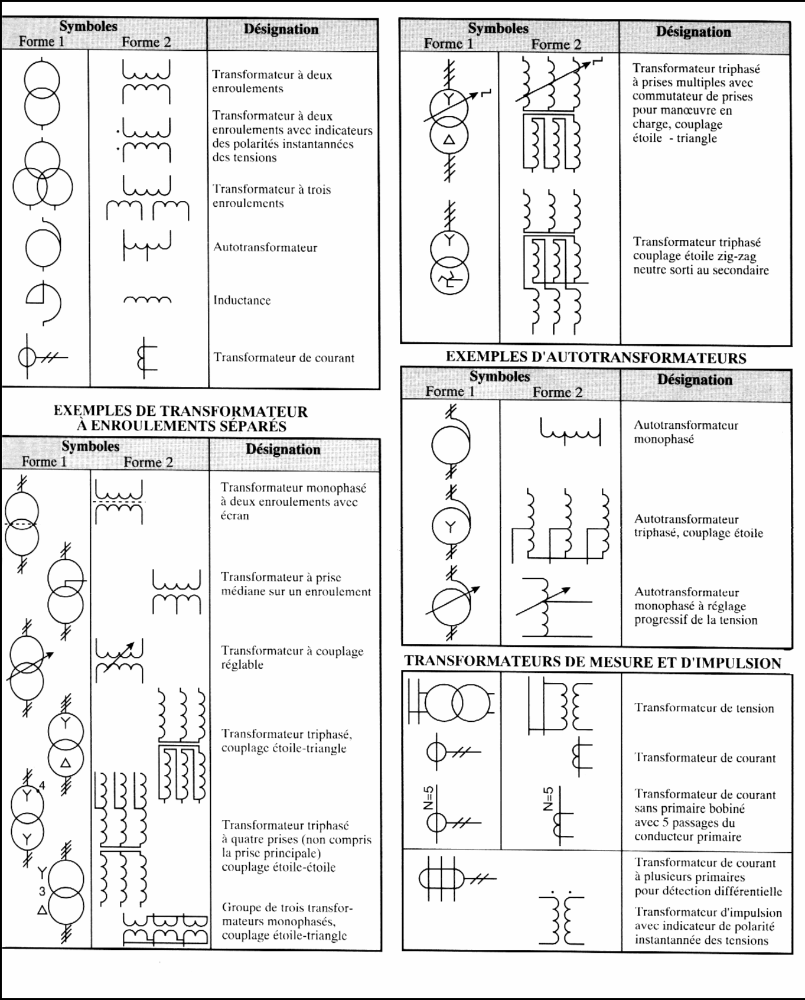 Symboles
Désignation
Forme 1
Forme 2
Transformateur à deux
enroulements
Transformateur à deux
enroulements avec indicateurs
des polarités instantannées
des tensions
Transformateur à trois
enroulements
Autotransformateur
Inductance
Transformateur de courant
EXEMPLES DE TRANSFORMATEUR
À ENROULEMENTS SÉPARÉS
Symboles
Désignation
Forme 1
Forme 2
Transformateur monophasé
à deux enroulements avec
écran
Transformateur à prise
médiane sur un enroulement
Transformateur à couplage
réglable
Y
Transformateur triphasé,
couplage étoile-triangle
Δ
4
Y
Y
Transformateur triphasé
à quatre prises (non compris
la prise principale)
couplage étoile-étoile
Y
3
Δ
Groupe de trois transfor-
mateurs monophasés,
couplage étoile-triangle
Symboles
Désignation
Forme 1
Forme 2
Y
Δ
Transformateur triphasé
à prises multiples avec
commutateur de prises
pour manœuvre en
charge, couplage
étoile - triangle
Y
Transformateur triphasé
couplage étoile zig-zag
neutre sorti au secondaire
EXEMPLES D'AUTOTRANSFORMATEURS
Symboles
Désignation
Forme 1
Forme 2
Autotransformateur
monophasé
Y
Autotransformateur
triphasé, couplage étoile
Autotransformateur
monophasé à réglage
progressif de la tension
TRANSFORMATEURS DE MESURE ET D'IMPULSION
Transformateur de tension
Transformateur de courant
N=5
N=5
Transformateur de courant
sans primaire bobiné
avec 5 passages du
conducteur primaire
Transformateur de courant
à plusieurs primaires
pour détection différentielle
Transformateur d'impulsion
avec indicateur de polarité
instantannée des tensions